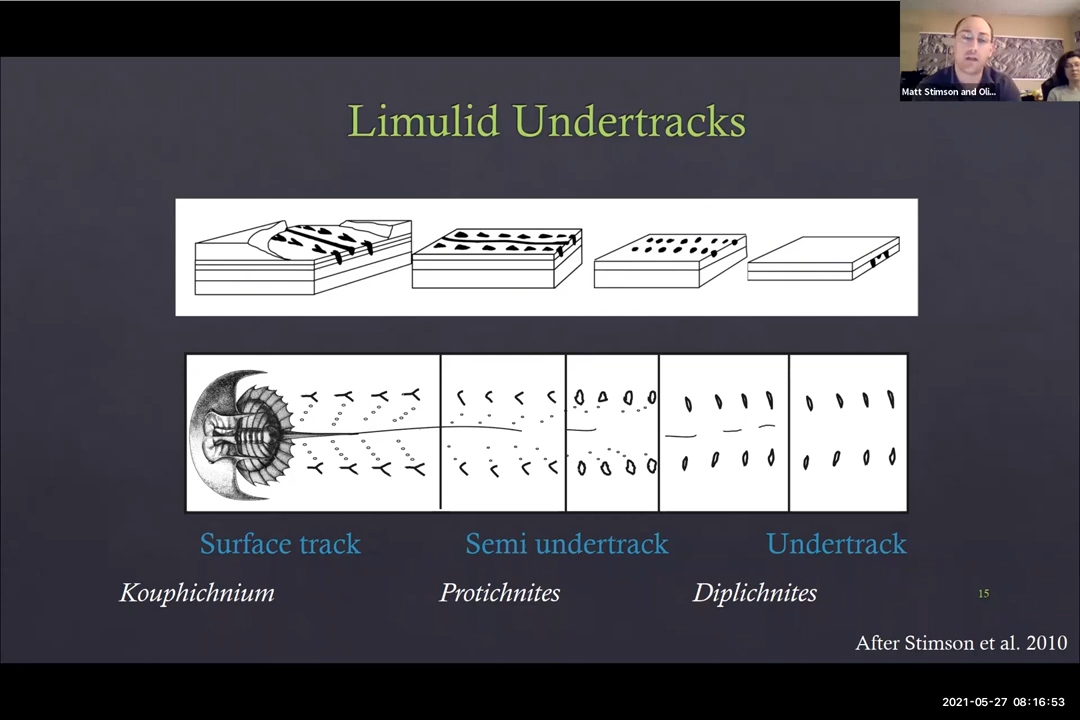 Matt Stimson and Oli...
Limulid Undertracks
Surface track
Semi undertrack
Undertrack
Kouphichnium
Protichnites
Diplichnites
15
After Stimson et al. 2010
2021-05-27 08:16:53